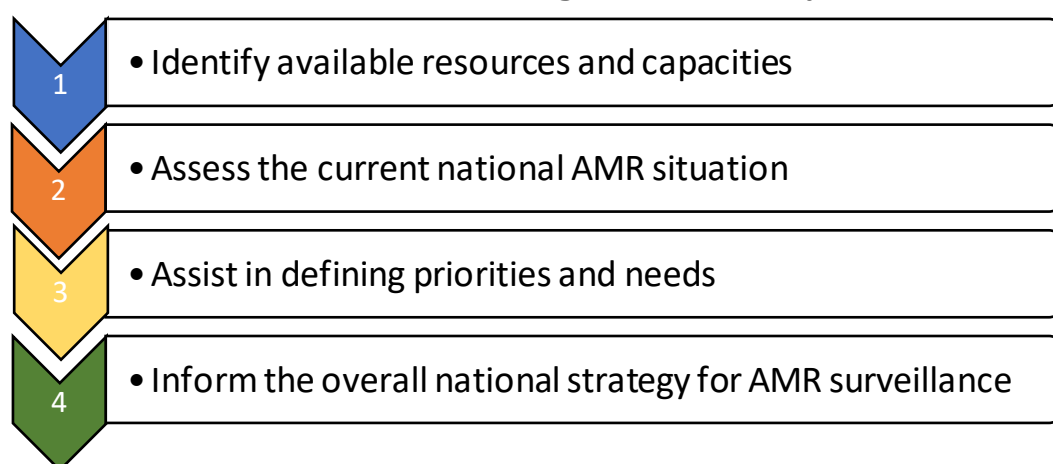 1
• Identify available resources and capacities
2
• Assess the current national AMR situation
3
• Assist in defining priorities and needs
4
• Inform the overall national strategy for AMR surveillance